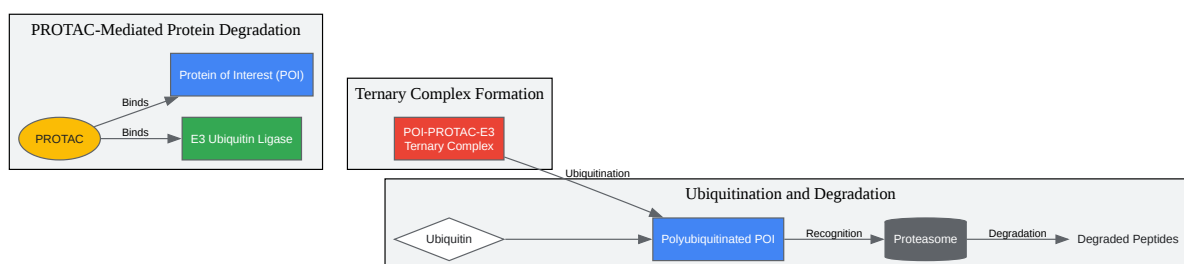 PROTAC-Mediated Protein Degradation
Protein of Interest (POI)
Binds
PROTAC
Binds
E3 Ubiquitin Ligase
Ternary Complex Formation
POI-PROTAC-E3
Ternary Complex
Ubiquitination
Ubiquitination and Degradation
Ubiquitin
Polyubiquitinated POI
Recognition
Proteasome
Degradation
Degraded Peptides